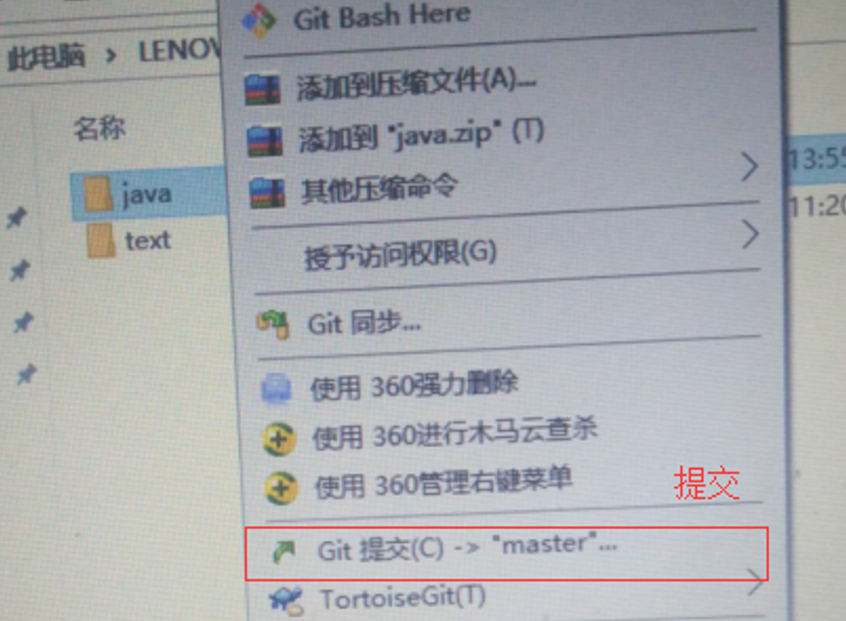 Git Bash Here
此电脑 > LENOV
添加到压缩文件(A)...
名称
添加到 "java.zip" (T)
13:55
java
其他压缩命令
11:20
text
授予访问权限(G)
Git 同步...
使用 360强力删除
使用 360进行木马云查杀
使用 360管理右键菜单
提交
Git 提交(C) -> "master"...
TortoiseGit(T)